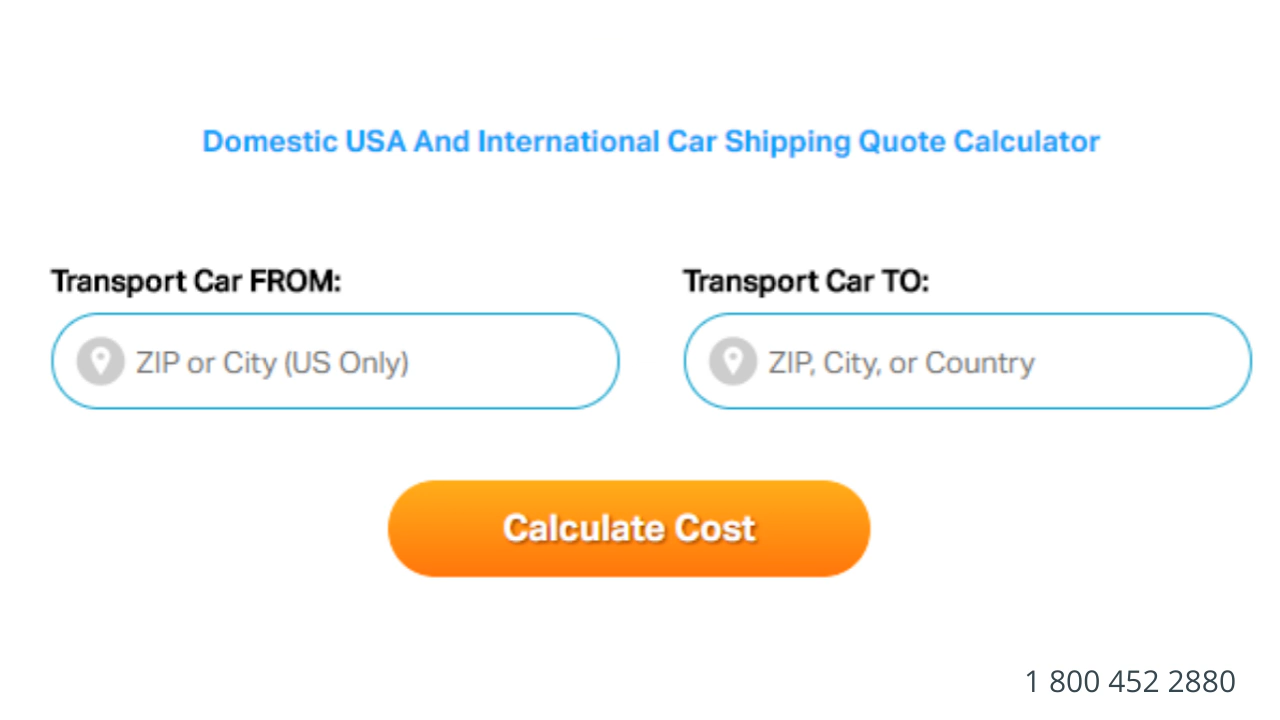 Domestic USA And International Car Shipping Quote Calculator
Transport Car FROM:
Transport Car TO:
ZIP or City (US Only)
ZIP, City, or Country
Calculate Cost
1 800 452 2880